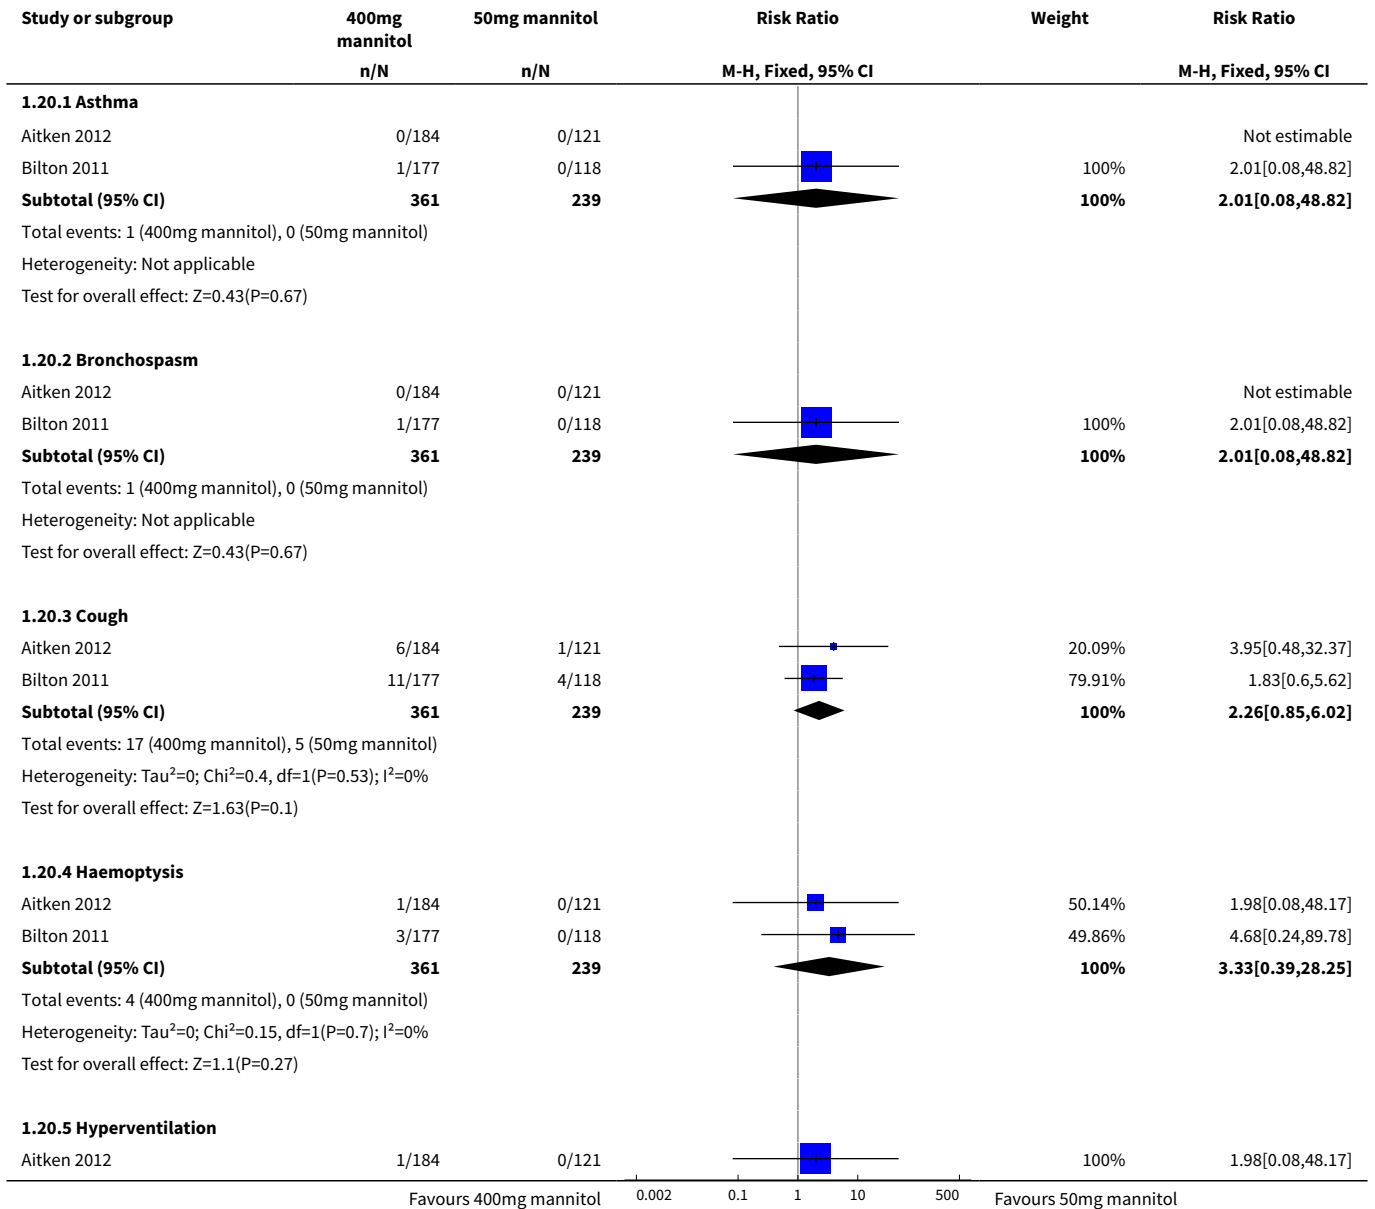 Study or subgroup 400mg mannitol 50mg mannitol Risk Ratio Weight Risk Ratio
n/N n/N M-H, Fixed, 95% CI M-H, Fixed, 95% CI
1.20.1 Asthma
Aitken 2012 0/184 0/121 Not estimable
Bilton 2011 1/177 0/118 100% 2.01[0.08,48.82]
Subtotal (95% CI) 361 239 100% 2.01[0.08,48.82]
Total events: 1 (400mg mannitol), 0 (50mg mannitol)
Heterogeneity: Not applicable
Test for overall effect: Z=0.43(P=0.67)
1.20.2 Bronchospasm
Aitken 2012 0/184 0/121 Not estimable
Bilton 2011 1/177 0/118 100% 2.01[0.08,48.82]
Subtotal (95% CI) 361 239 100% 2.01[0.08,48.82]
Total events: 1 (400mg mannitol), 0 (50mg mannitol)
Heterogeneity: Not applicable
Test for overall effect: Z=0.43(P=0.67)
1.20.3 Cough
Aitken 2012 6/184 1/121 20.09% 3.95[0.48,32.37]
Bilton 2011 11/177 4/118 79.91% 1.83[0.6,5.62]
Subtotal (95% CI) 361 239 100% 2.26[0.85,6.02]
Total events: 17 (400mg mannitol), 5 (50mg mannitol)
Heterogeneity: Tau²=0; Chi²=0.4, df=1(P=0.53); I²=0%
Test for overall effect: Z=1.63(P=0.1)
1.20.4 Haemoptysis
Aitken 2012 1/184 0/121 50.14% 1.98[0.08,48.17]
Bilton 2011 3/177 0/118 49.86% 4.68[0.24,89.78]
Subtotal (95% CI) 361 239 100% 3.33[0.39,28.25]
Total events: 4 (400mg mannitol), 0 (50mg mannitol)
Heterogeneity: Tau²=0; Chi²=0.15, df=1(P=0.7); I²=0%
Test for overall effect: Z=1.1(P=0.27)
1.20.5 Hyperventilation
Aitken 2012 1/184 0/121 100% 1.98[0.08,48.17]
Favours 400mg mannitol 0.002 0.1 1 10 500 Favours 50mg mannitol